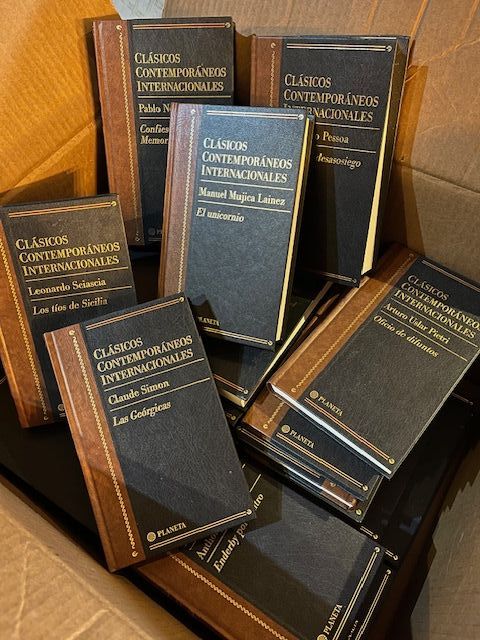 CLÁSICOS
CONTEMPORÁNEOS
INTERNACIONALES
Pablo
Memor
CLÁSICOS
CONTEMPORÁNEOS
INTERNACIONALES
o Pessoa
desasosiego
CLÁSICOS
CONTEMPORÁNEOS
INTERNACIONALES
Manuel Mujica Lainez
El unicornio
PLANETA
CLÁSICOS
CONTEMPORÁNEOS
INTERNACIONALES
Leonardo Sciascia
Los tíos de Sicilia
CLÁSICOS
CONTEMPORÁNEOS
INTERNACIONALES
Arturo Uslar Pietri
Oficio de difuntos
PLANETA
CLÁSICOS
CONTEMPORÁNEOS
INTERNACIONALES
Claude Simon
Las Geórgicas
PLANETA
PLANETA
Enderby por
PLANETA